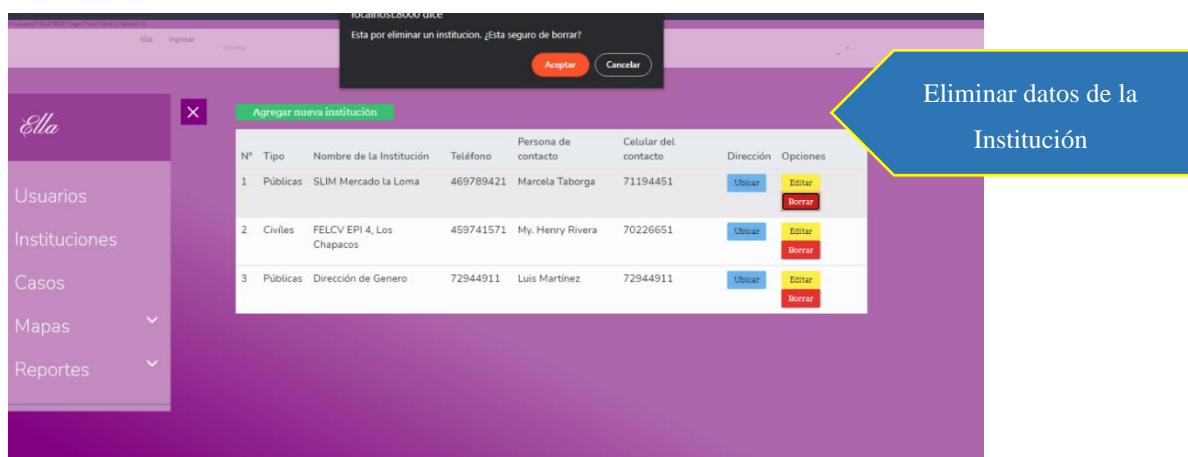 localhost:8000 dice
Esta por eliminar un institucion. ¿Esta seguro de borrar?
Aceptar Cancelar
Ella Ingresar
Eliminar datos de la
Institución
Ella
Usuarios
Instituciones
Casos
Mapas
Reportes
Agregar nueva institución
N° Tipo Nombre de la Institución Teléfono Persona de contacto Celular del contacto Dirección Opciones
1 Públicas SLIM Mercado la Loma 469789421 Marcela Taborga 71194451 Ubicar Editar
Borrar
2 Civíles FELCV EPI 4, Los 459741571 My. Henry Rivera 70226651 Ubicar Editar
Chapacos Borrar
3 Públicas Dirección de Genero 72944911 Luis Martínez 72944911 Ubicar Editar
Borrar